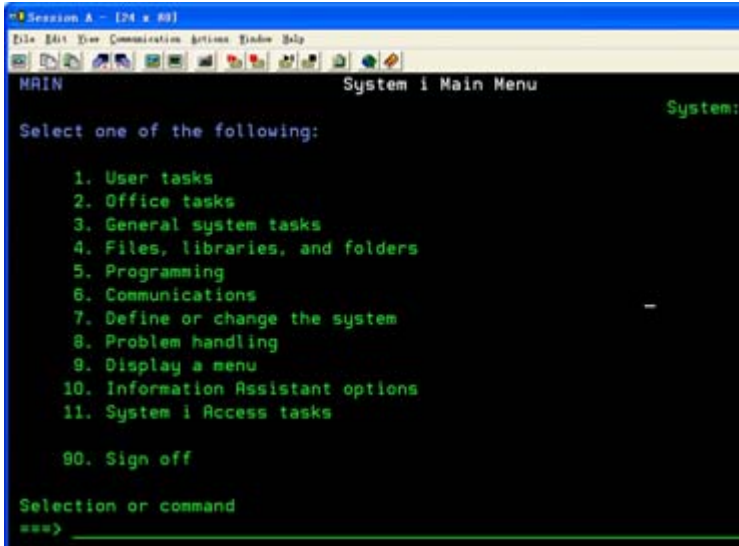 Session A - [24 x 80]
File Edit View Communication Actions Window Help
MAIN System i Main Menu
System:
Select one of the following:
1. User tasks
2. Office tasks
3. General system tasks
4. Files, libraries, and folders
5. Programming
6. Communications
7. Define or change the system
8. Problem handling
9. Display a menu
10. Information Assistant options
11. System i Access tasks
90. Sign off
Selection or command
===>